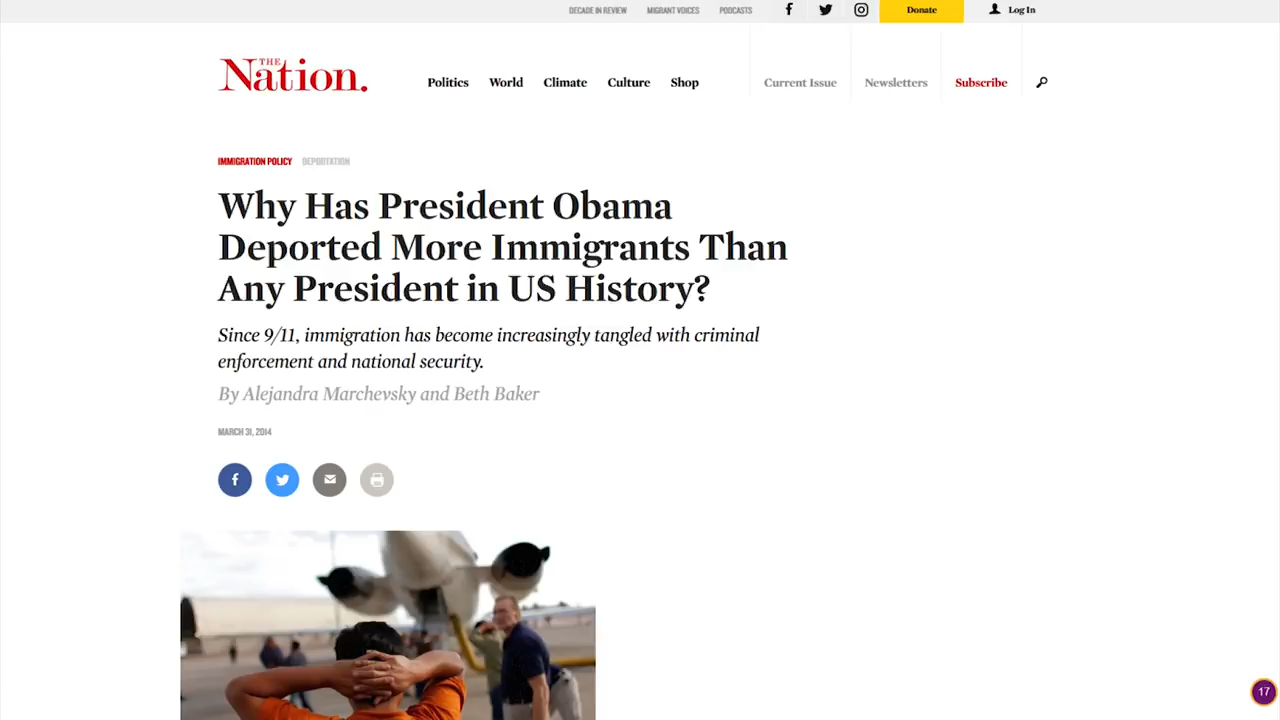 DECADE IN REVIEW MIGRANT VOICES PODCASTS Donate Log In
THE
Nation.
Politics World Climate Culture Shop Current Issue Newsletters Subscribe
IMMIGRATION POLICY DEPORTATION
Why Has President Obama
Deported More Immigrants Than
Any President in US History?
Since 9/11, immigration has become increasingly tangled with criminal
enforcement and national security.
By Alejandra Marchevsky and Beth Baker
MARCH 31, 2014
17